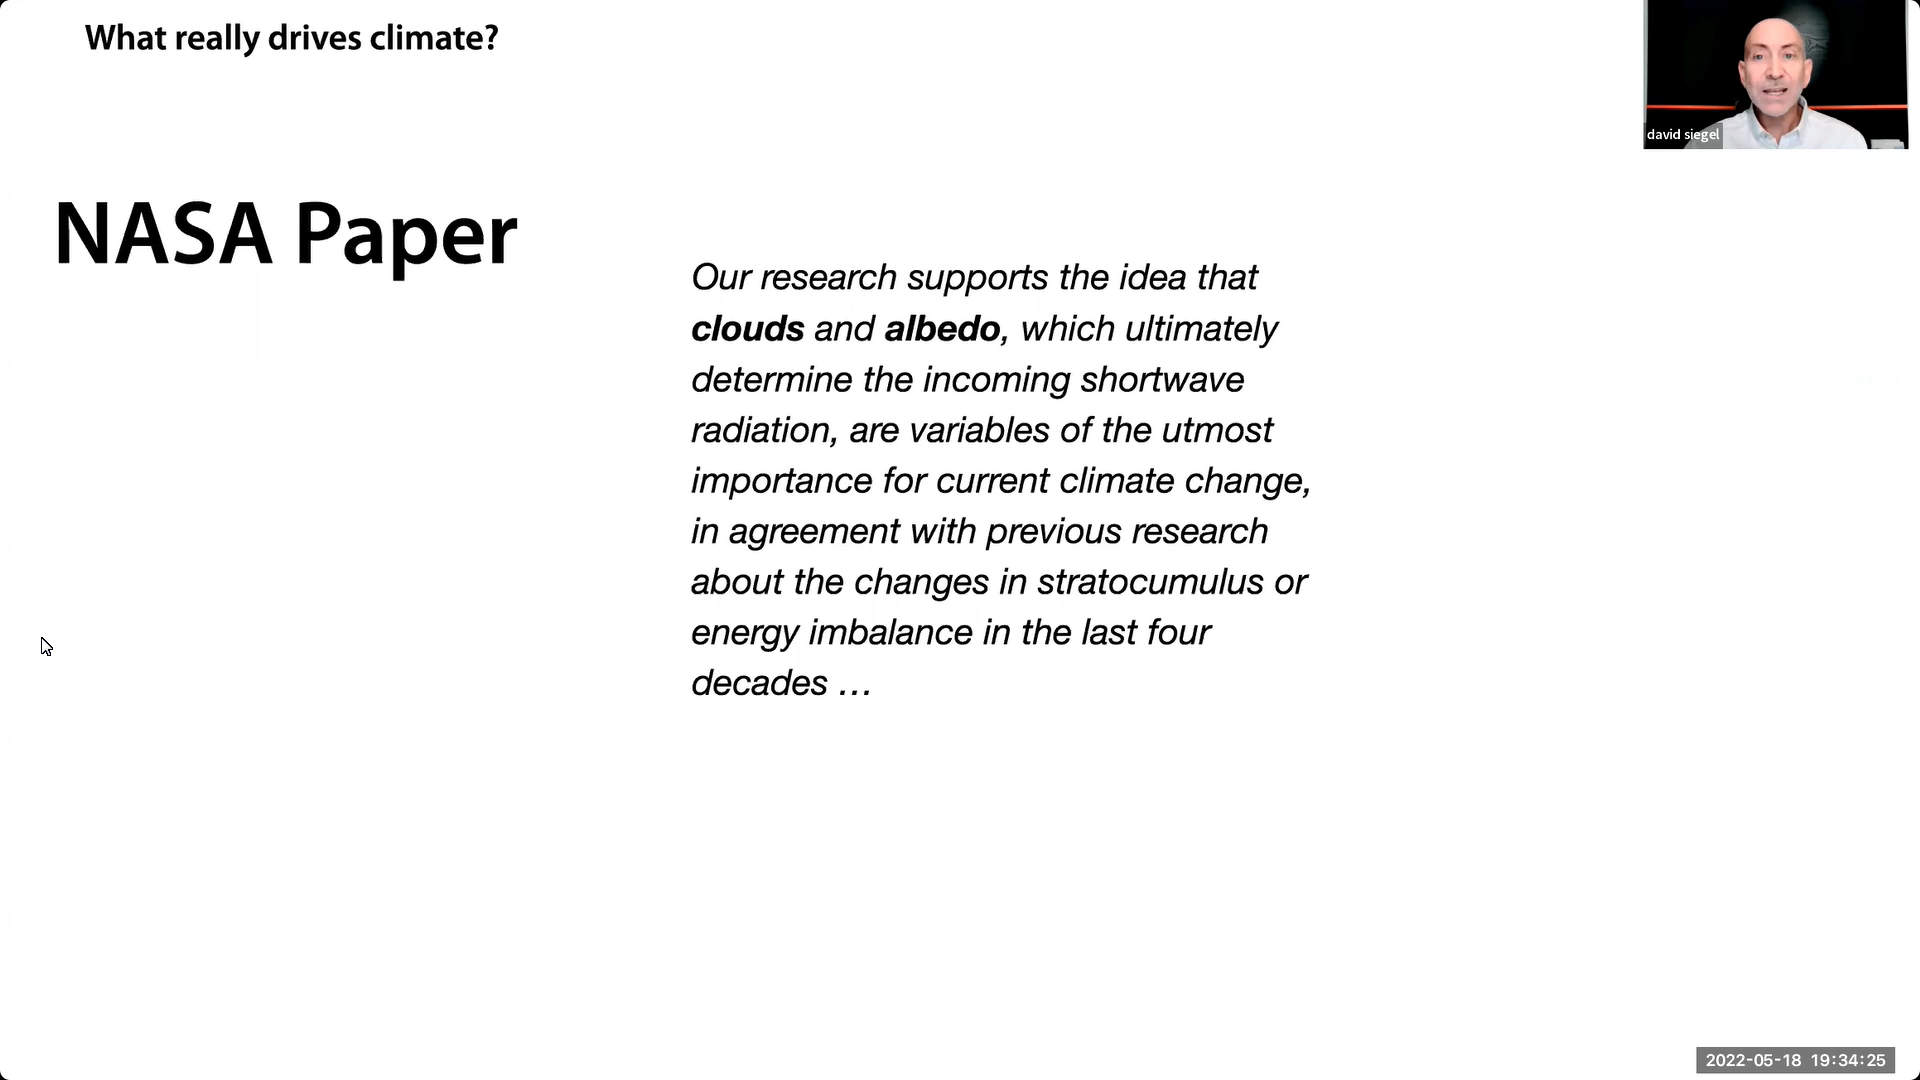 What really drives climate?
david siegel
NASA Paper
Our research supports the idea that
clouds and albedo, which ultimately
determine the incoming shortwave
radiation, are variables of the utmost
importance for current climate change,
in agreement with previous research
about the changes in stratocumulus or
energy imbalance in the last four
decades …
2022-05-18 19:34:25